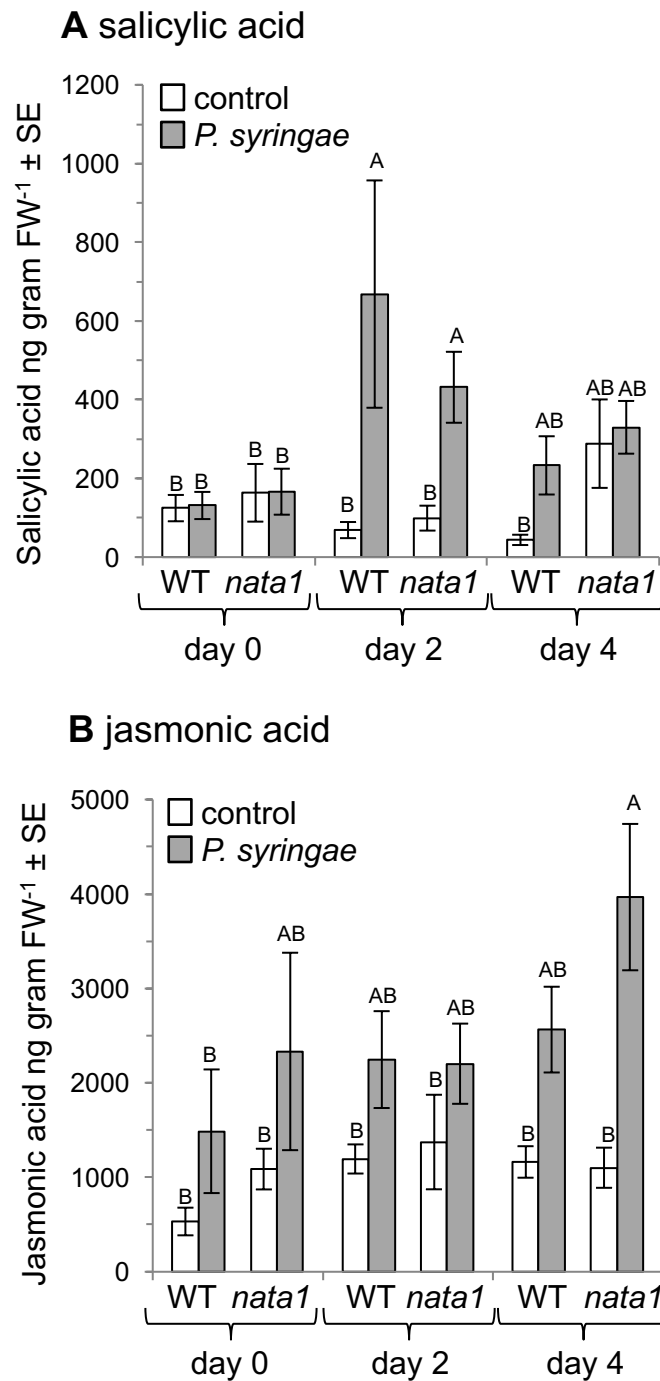 A salicylic acid
Salicylic acid ng gram FW-1 ± SE
1200
1000
800
600
400
200
0
control
P. syringae
B
B
B
B
B
A
B
A
B
AB
AB
AB
WT nata1 WT nata1 WT nata1
day 0 day 2 day 4
B jasmonic acid
Jasmonic acid ng gram FW-1 ± SE
5000
4000
3000
2000
1000
0
control
P. syringae
B
B
B
AB
B
AB
B
AB
B
AB
B
A
WT nata1 WT nata1 WT nata1
day 0 day 2 day 4